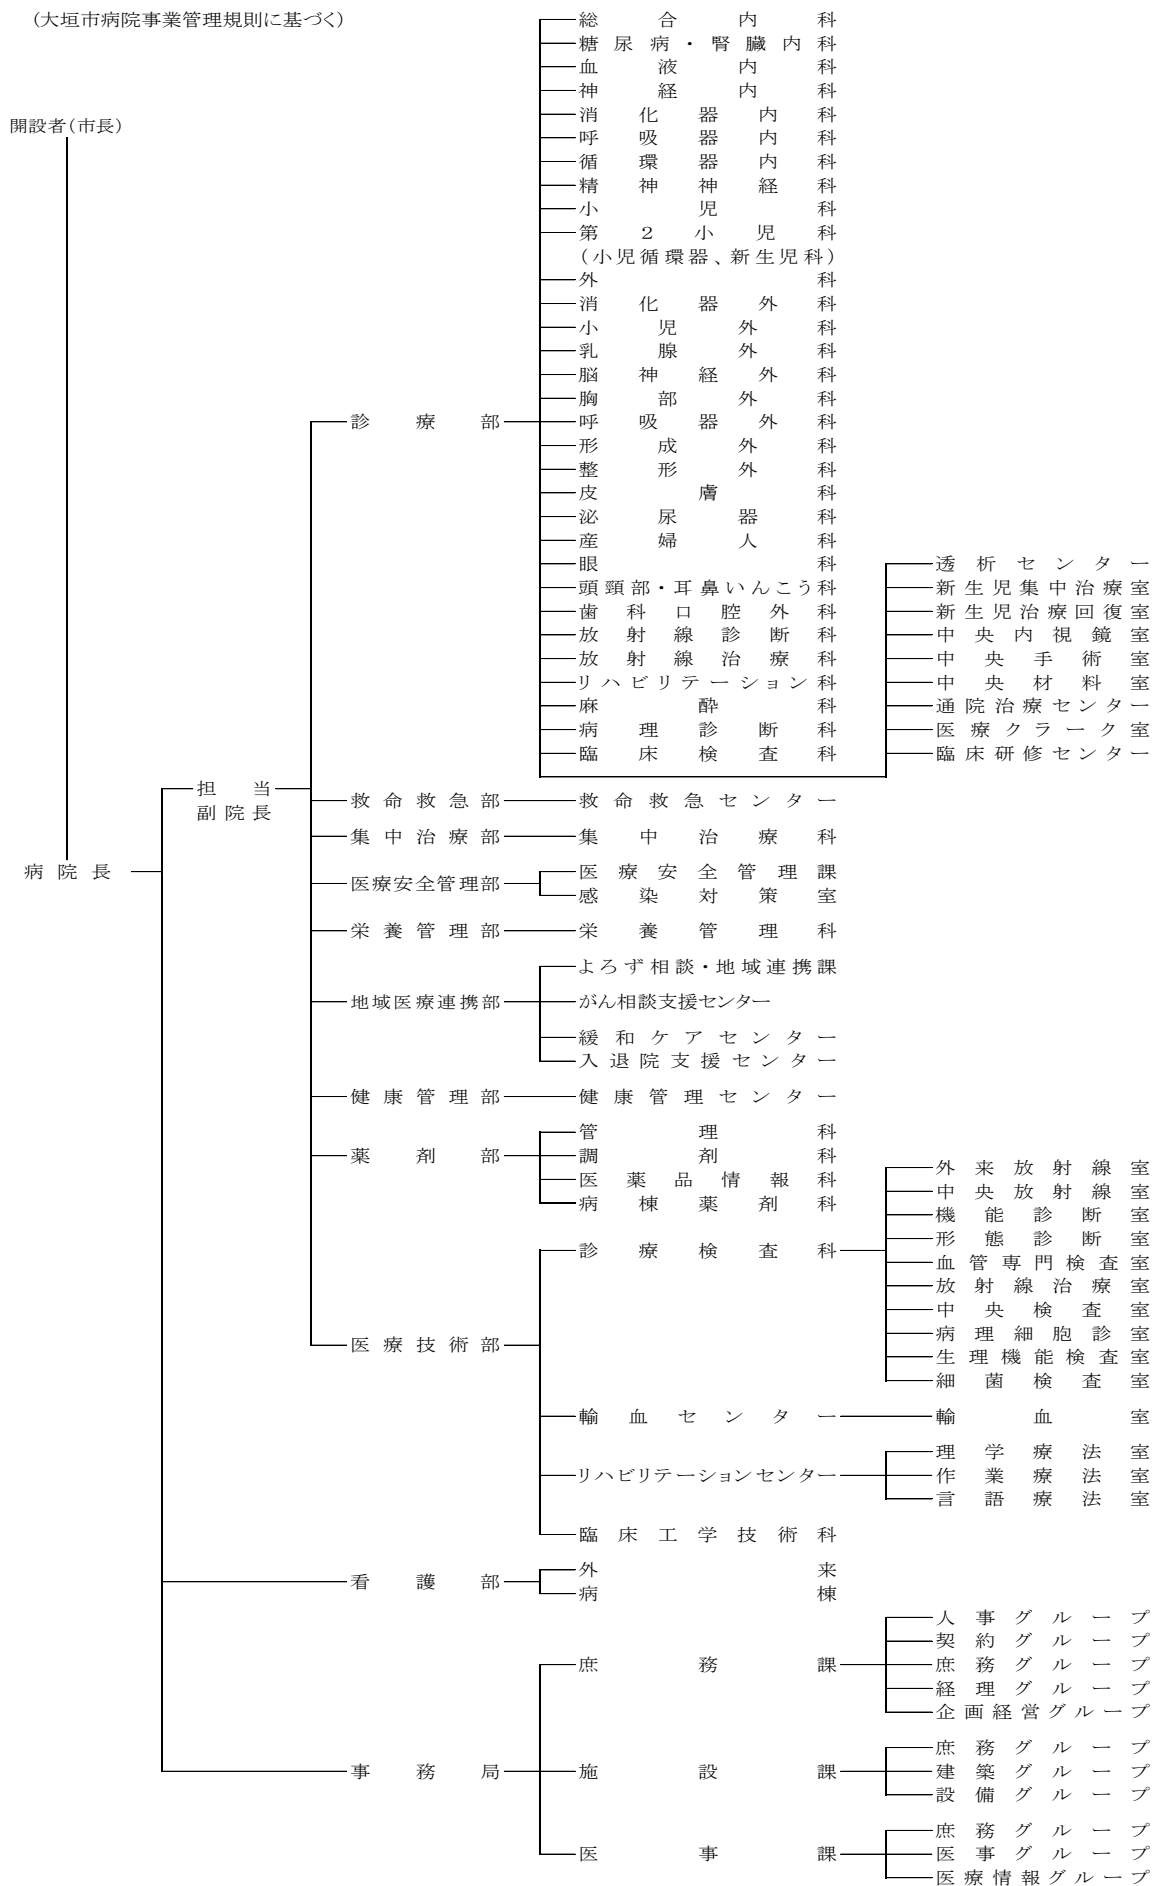 (大垣市病院事業管理規則に基づく)
開設者(市長)
病院長
担当
副院長
診療部
総合内科
糖尿病・腎臓内科
血液内科
神経内科
消化器内科
呼吸器内科
循環器内科
精神神経科
小児科
第2小児科
(小児循環器、新生児科)
外科
消化器外科
小児外科
乳腺外科
脳神経外科
胸部外科
呼吸器外科
形成外科
整形外科
皮膚科
泌尿器科
産婦人科
眼科
頭頸部・耳鼻いんこう科
歯科口腔外科
放射線診断科
放射線治療科
リハビリテーション科
麻酔科
病理診断科
臨床検査科
透析センター
新生児集中治療室
新生児治療回復室
中央内視鏡室
中央手術室
中央材料室
通院治療センター
医療クラーク室
臨床研修センター
救命救急部
救命救急センター
集中治療部
集中治療科
医療安全管理部
医療安全管理課
感染対策室
栄養管理部
栄養管理科
地域医療連携部
よろず相談・地域連携課
がん相談支援センター
緩和ケアセンター
入退院支援センター
健康管理部
健康管理センター
薬剤部
管理科
調剤科
医薬品情報科
病棟薬剤科
医療技術部
診療検査科
外来放射線室
中央放射線室
機能診断室
形態診断室
血管専門検査室
放射線治療室
中央検査室
病理細胞診室
生理機能検査室
細菌検査室
輸血センター
輸血室
リハビリテーションセンター
理学療法室
作業療法室
言語療法室
臨床工学技術科
看護部
外来
病棟
事務局
庶務課
人事グループ
契約グループ
庶務グループ
経理グループ
企画経営グループ
施設課
庶務グループ
建築グループ
設備グループ
医事課
庶務グループ
医事グループ
医療情報グループ